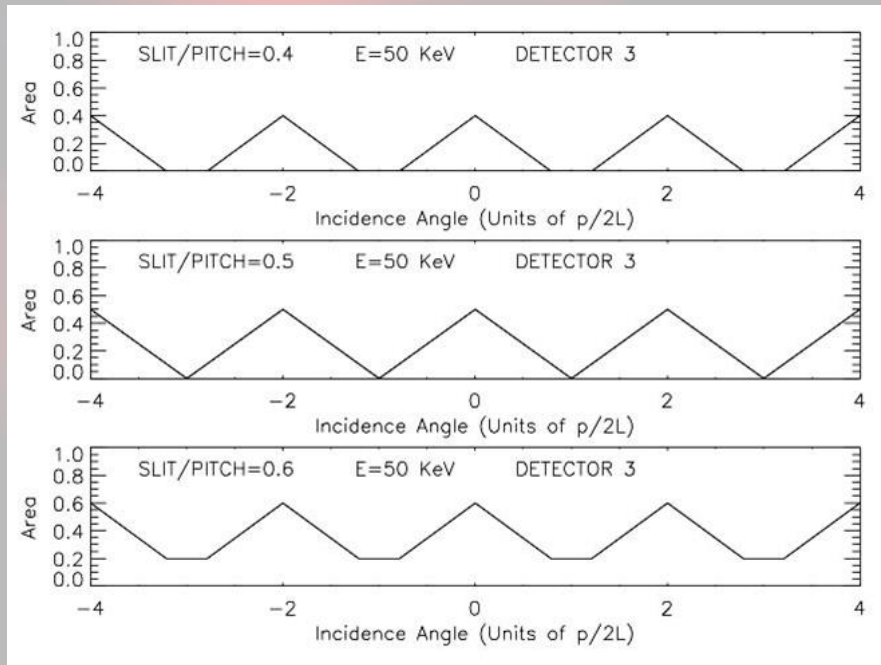 1.0
0.8
0.6
0.4
0.2
0.0
Area
SLIT/PITCH=0.4 E=50 KeV DETECTOR 3
−4 −2 0 2 4
Incidence Angle (Units of p/2L)
1.0
0.8
0.6
0.4
0.2
0.0
Area
SLIT/PITCH=0.5 E=50 KeV DETECTOR 3
−4 −2 0 2 4
Incidence Angle (Units of p/2L)
1.0
0.8
0.6
0.4
0.2
0.0
Area
SLIT/PITCH=0.6 E=50 KeV DETECTOR 3
−4 −2 0 2 4
Incidence Angle (Units of p/2L)